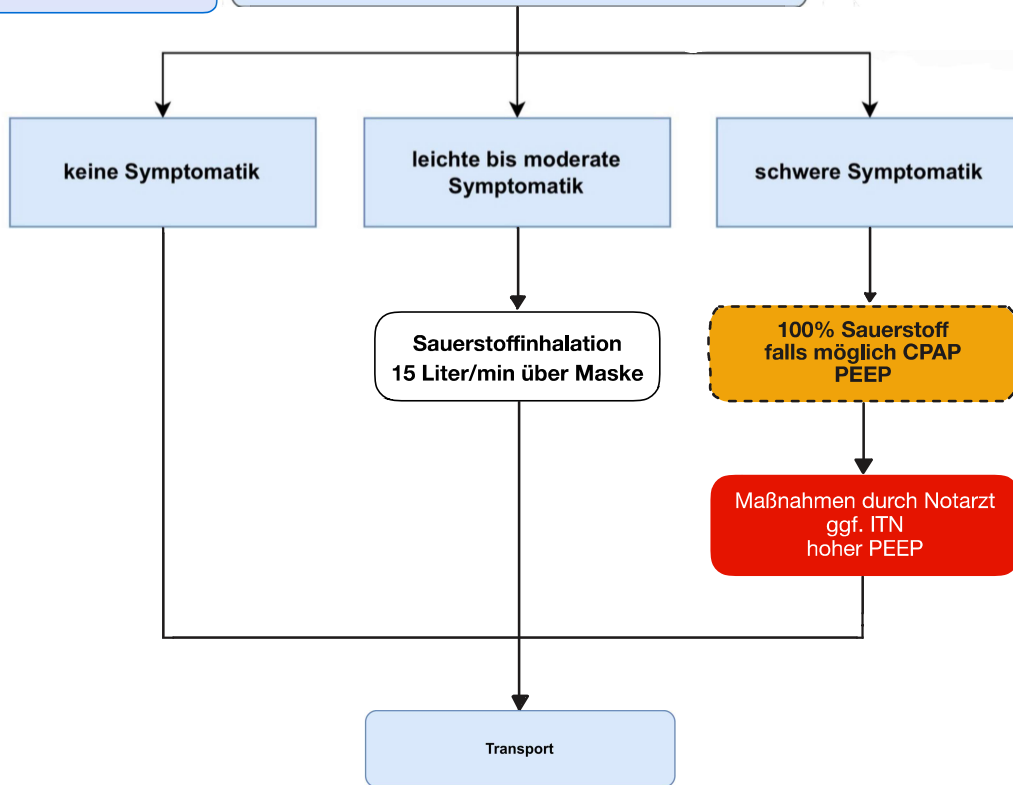 keine Symptomatik
leichte bis moderate
Symptomatik
schwere Symptomatik
Sauerstoffinhalation
15 Liter/min über Maske
100% Sauerstoff
falls möglich CPAP
PEEP
Maßnahmen durch Notarzt
ggf. ITN
hoher PEEP
Transport